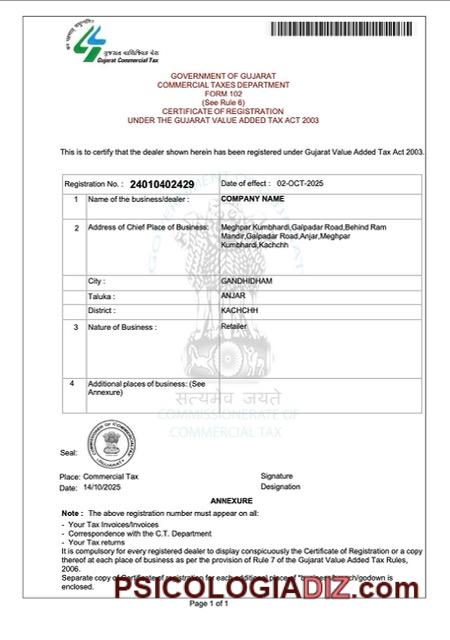 ગુજરાત વાણિજ્યિક વેરા
Gujarat Commercial Tax
GOVERNMENT OF GUJARAT
COMMERCIAL TAXES DEPARTMENT
FORM 102
(See Rule 6)
CERTIFICATE OF REGISTRATION
UNDER THE GUJARAT VALUE ADDED TAX ACT 2003
This is to certify that the dealer shown herein has been registered under Gujarat Value Added Tax Act 2003.
Registration No. : 24010402429 Date of effect : 02-OCT-2025
1 Name of the business/dealer : COMPANY NAME
2 Address of Chief Place of Business: Meghpar Kumbhardi,Galpadar Road,Behind Ram
Mandir,Galpadar Road,Anjar,Meghpar
Kumbhardi,Kachchh
City : GANDHIDHAM
Taluka : ANJAR
District : KACHCHH
3 Nature of Business : Retailer
4 Additional places of business: (See
Annexure)
सत्यमेव जयते
COMMISSIONERATE OF
COMMERCIAL TAX
Seal:
Place: Commercial Tax Signature
Date: 14/10/2025 Designation
ANNEXURE
Note : The above registration number must appear on all:
- Your Tax Invoices/Invoices
- Correspondence with the C.T. Department
- Your Tax returns
It is compulsory for every registered dealer to display conspicuously the Certificate of Registration or a copy
thereof at each place of business as per the provision of Rule 7 of the Gujarat Value Added Tax Rules,
2006.
Separate copy of Certificate of registration for each additional place of
enclosed.
PSICOLOGIADIZ.com
Page 1 of 1